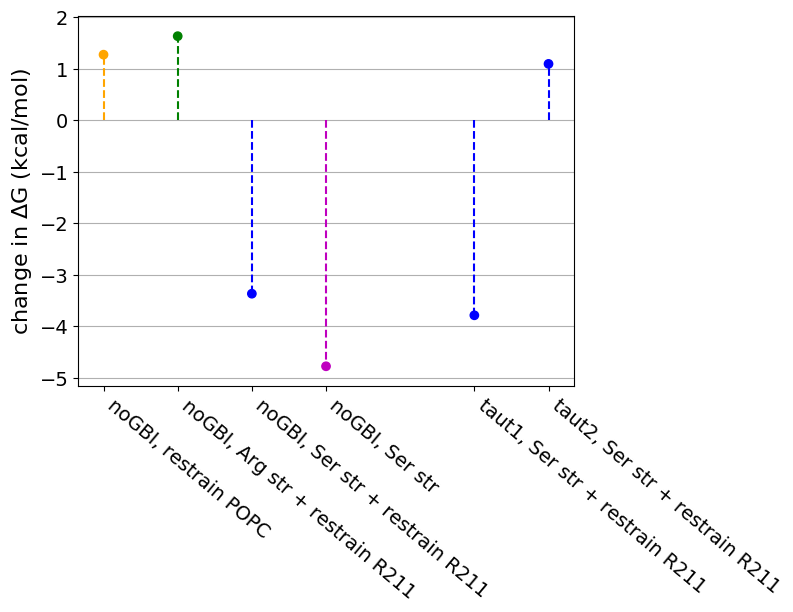 change in ΔG (kcal/mol)
2
1
0
−1
−2
−3
−4
−5
noGBI, restrain POPC
noGBI, Arg str + restrain R211
noGBI, Ser str + restrain R211
noGBI, Ser str
taut1, Ser str + restrain R211
taut2, Ser str + restrain R211